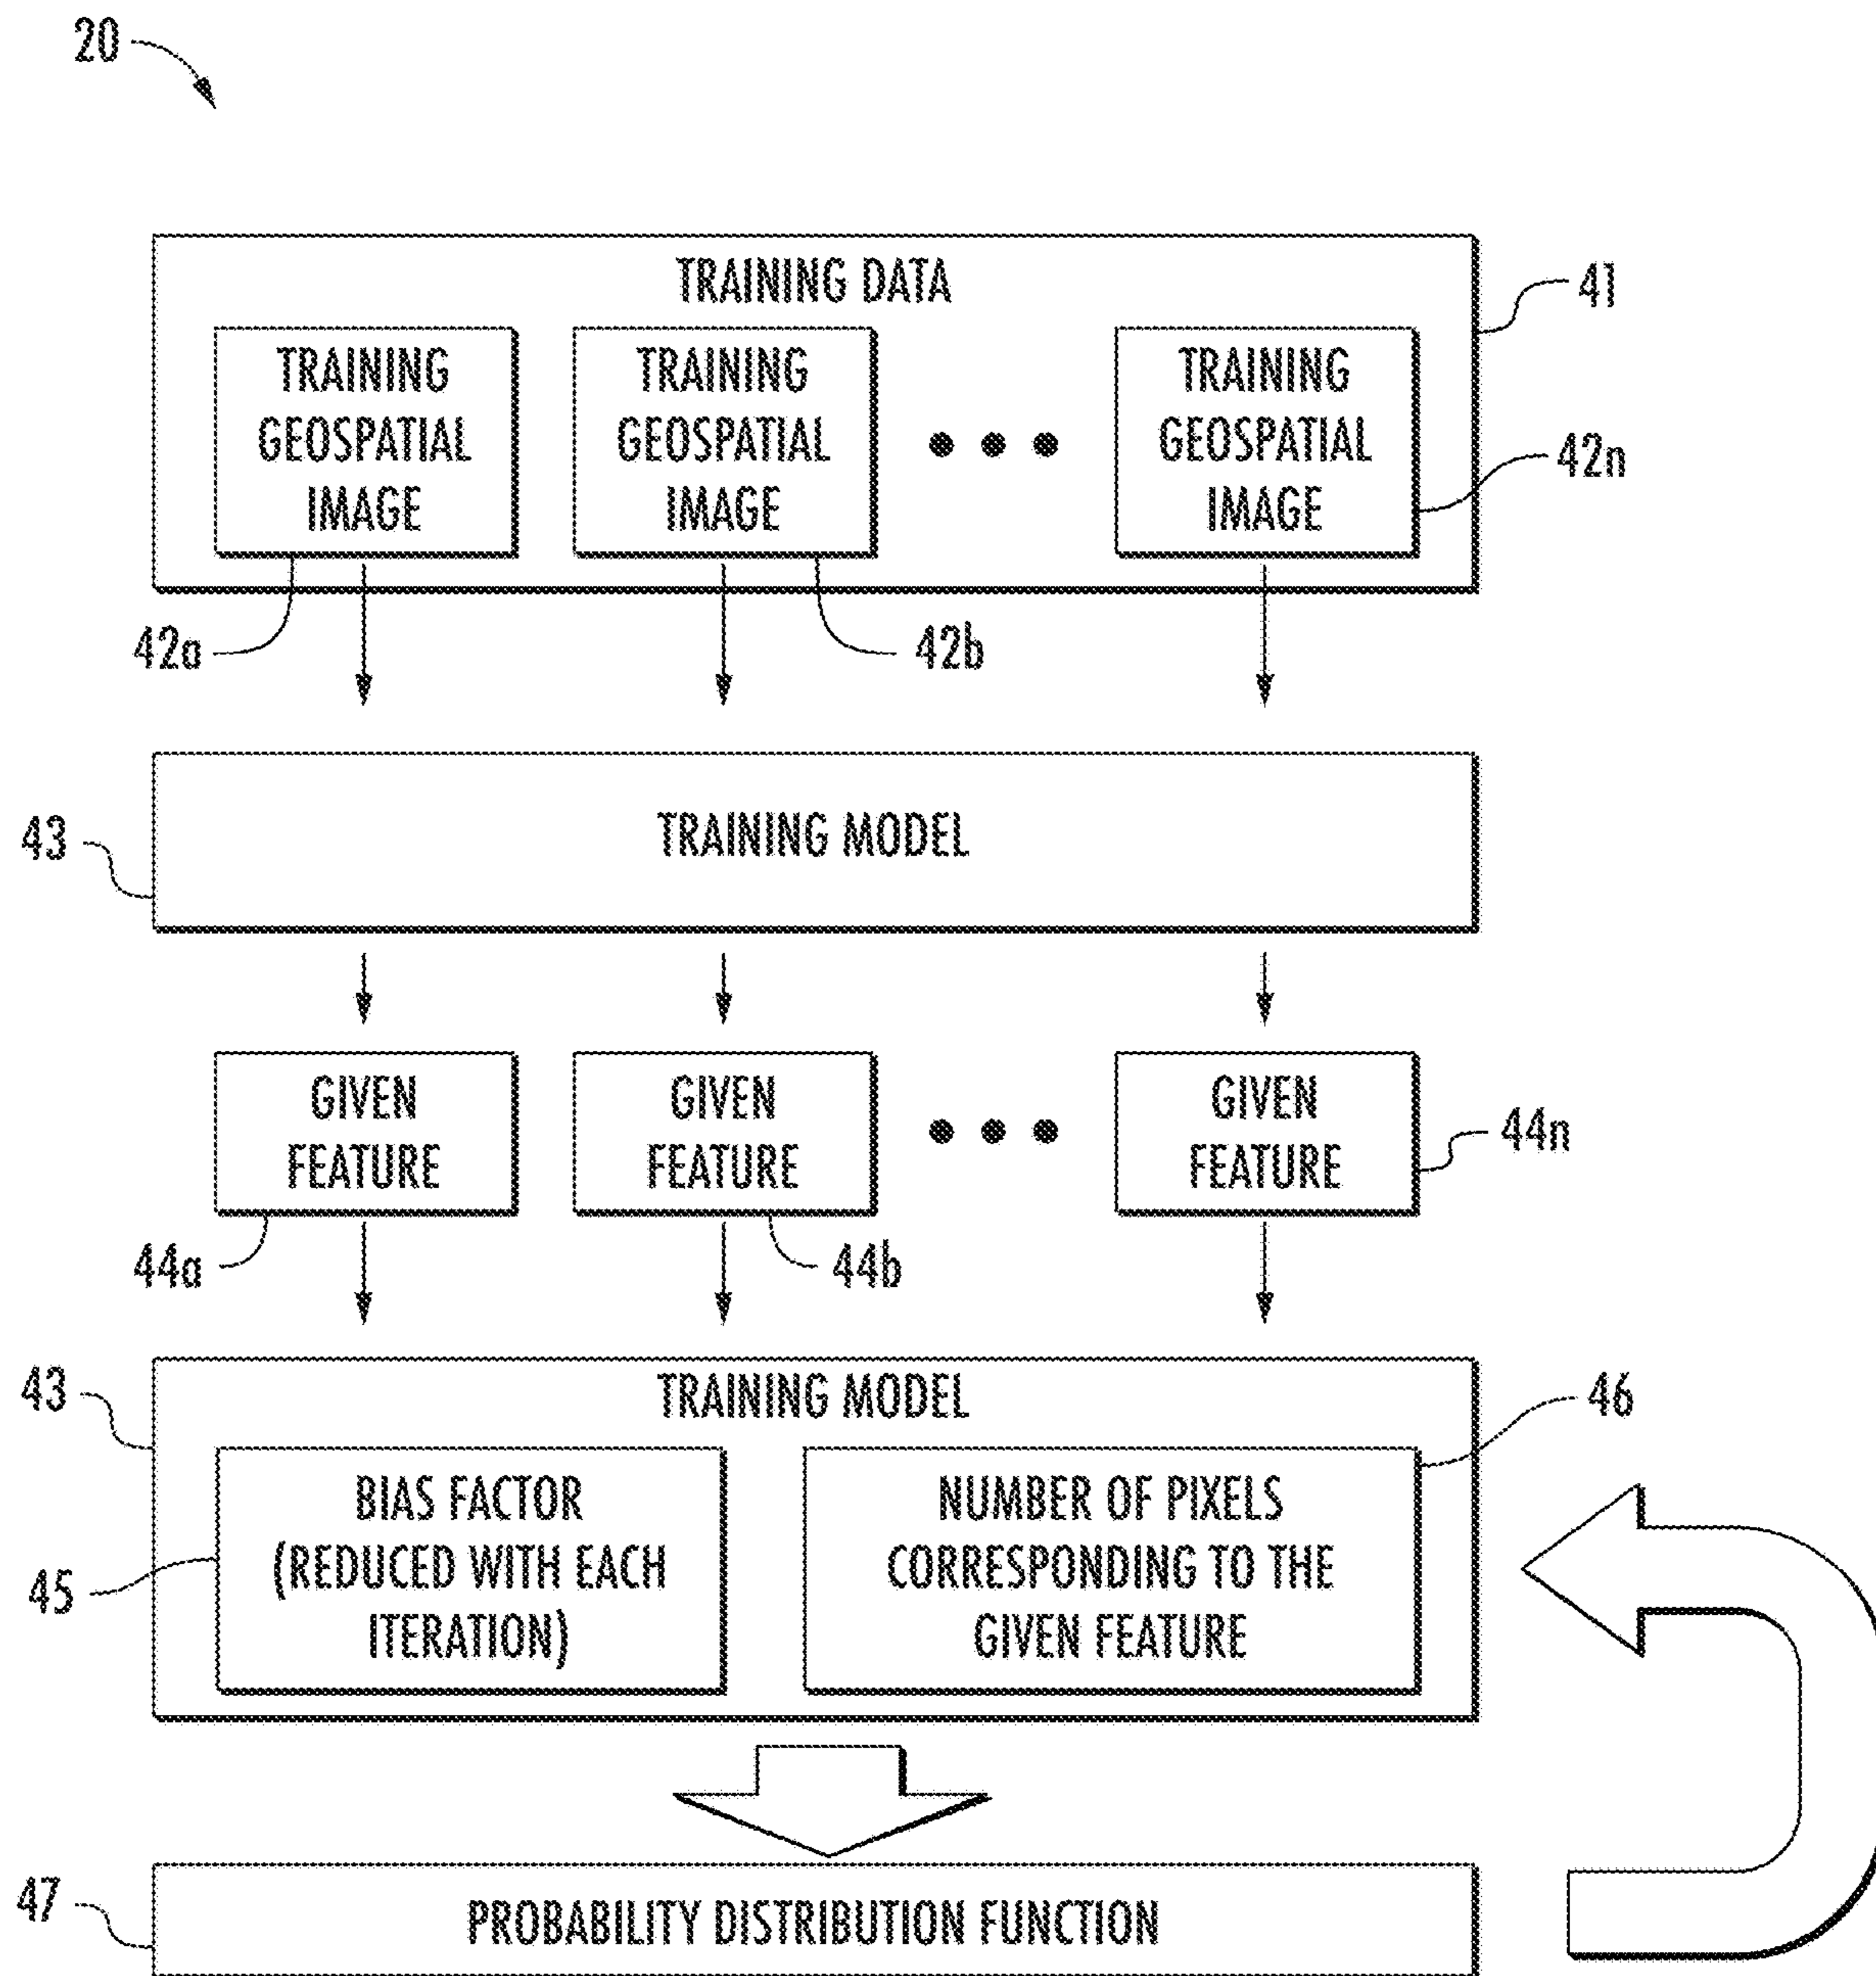 20
TRAINING DATA
41
TRAINING
GEOSPATIAL
IMAGE
TRAINING
GEOSPATIAL
IMAGE
TRAINING
GEOSPATIAL
IMAGE
42n
42a
42b
43
TRAINING MODEL
GIVEN
FEATURE
GIVEN
FEATURE
GIVEN
FEATURE
44n
44a
44b
43
TRAINING MODEL
46
BIAS FACTOR
(REDUCED WITH EACH
ITERATION)
45
NUMBER OF PIXELS
CORRESPONDING TO THE
GIVEN FEATURE
47
PROBABILITY DISTRIBUTION FUNCTION